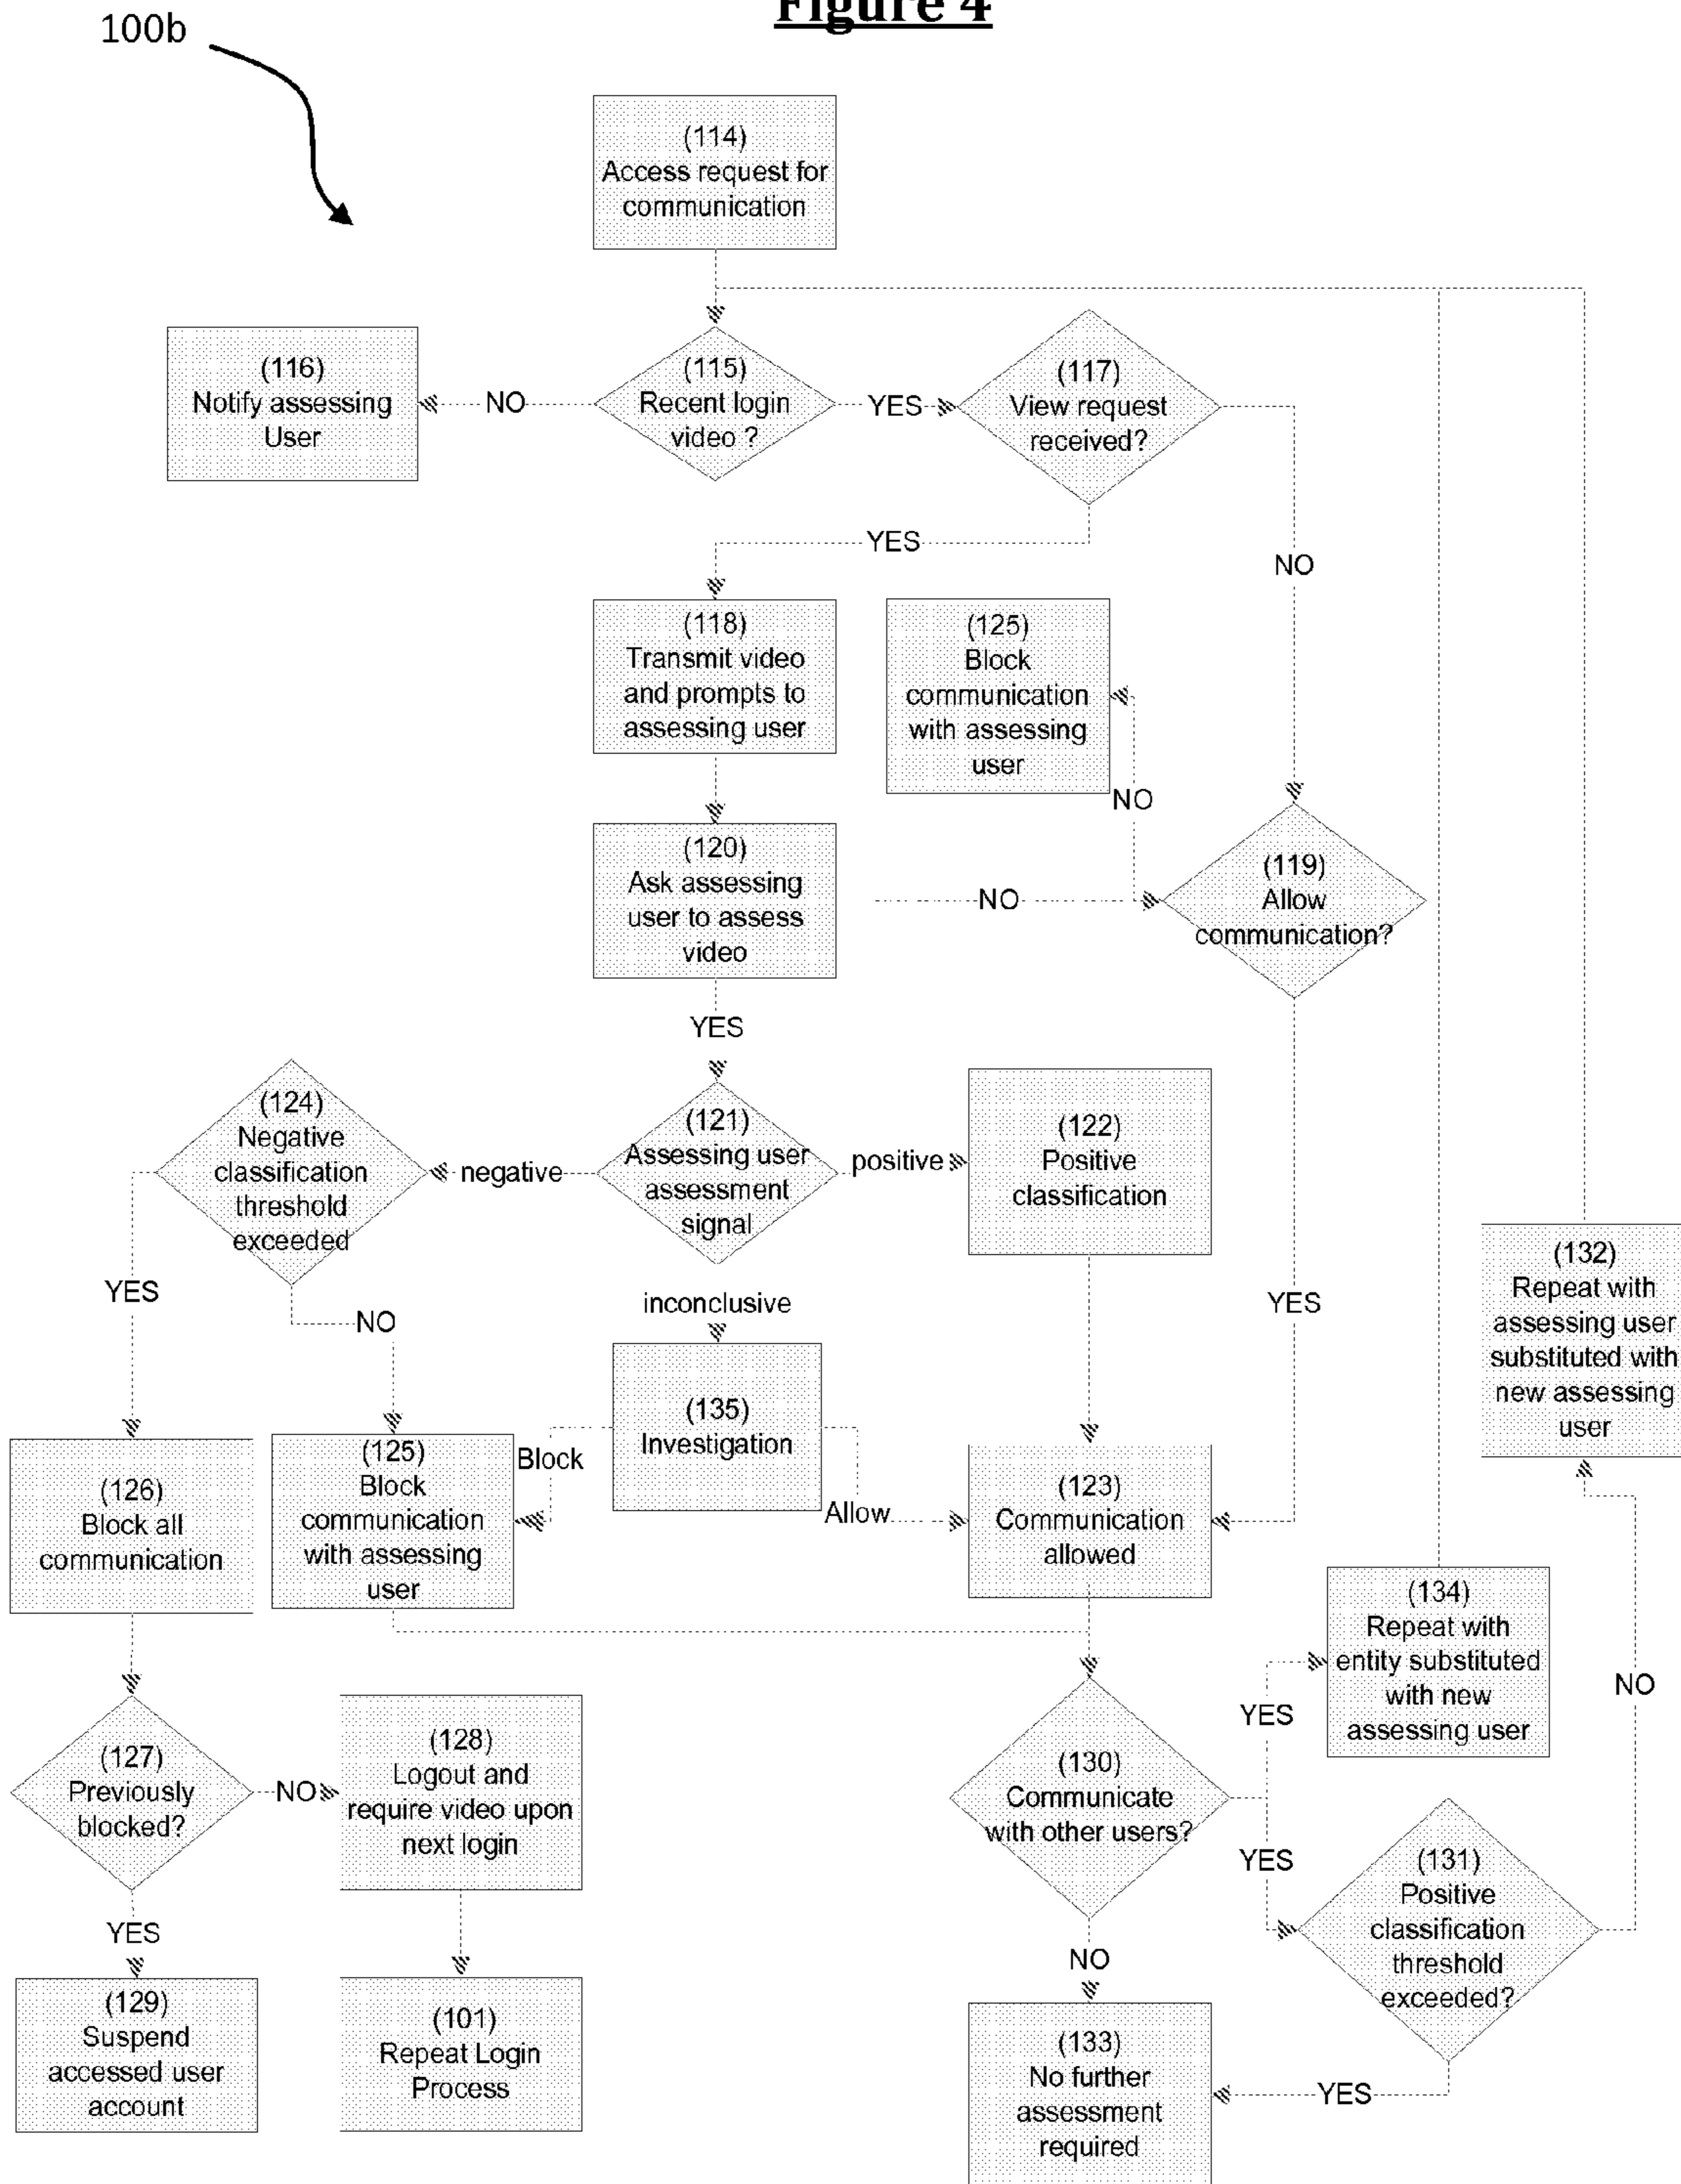 Figure 4
100b
(114)
Access request for
communication
(116)
Notify assessing
User
NO
(115)
Recent login
video ?
YES
(117)
View request
received?
YES
NO
(118)
Transmit video
and prompts to
assessing user
(125)
Block
communication
with assessing
user
NO
(120)
Ask assessing
user to assess
video
NO
(119)
Allow
communication?
YES
(124)
Negative
classification
threshold
exceeded
negative
(121)
Assessing user
assessment
signal
positive
(122)
Positive
classification
YES
NO
inconclusive
YES
(132)
Repeat with
assessing user
substituted with
new assessing
user
(135)
Investigation
Block
Allow
(126)
Block all
communication
(125)
Block
communication
with assessing
user
(123)
Communication
allowed
(134)
Repeat with
entity substituted
with new
assessing user
NO
YES
(127)
Previously
blocked?
NO
(128)
Logout and
require video upon
next login
(130)
Communicate
with other users?
YES
(131)
Positive
classification
threshold
exceeded?
YES
NO
(129)
Suspend
accessed user
account
(101)
Repeat Login
Process
(133)
No further
assessment
required
YES